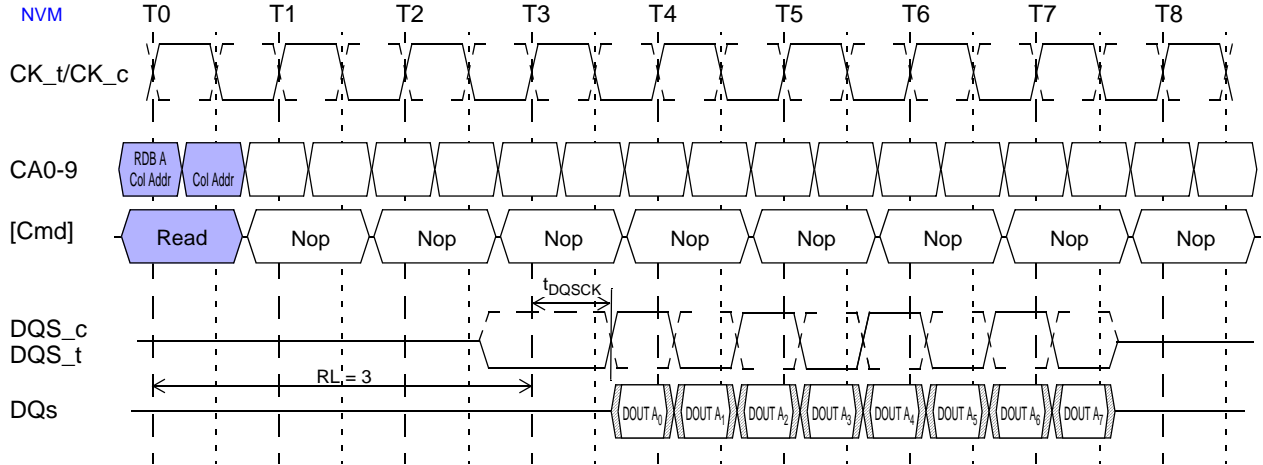 NVM T0 T1 T2 T3 T4 T5 T6 T7 T8
CK_t/CK_c
CA0-9 RDB A Col Addr Col Addr
[Cmd] Read Nop Nop Nop Nop Nop Nop Nop Nop
tDQSCK
DQS_c
DQS_t
RL = 3
DQs DOUT A0 DOUT A1 DOUT A2 DOUT A3 DOUT A4 DOUT A5 DOUT A6 DOUT A7